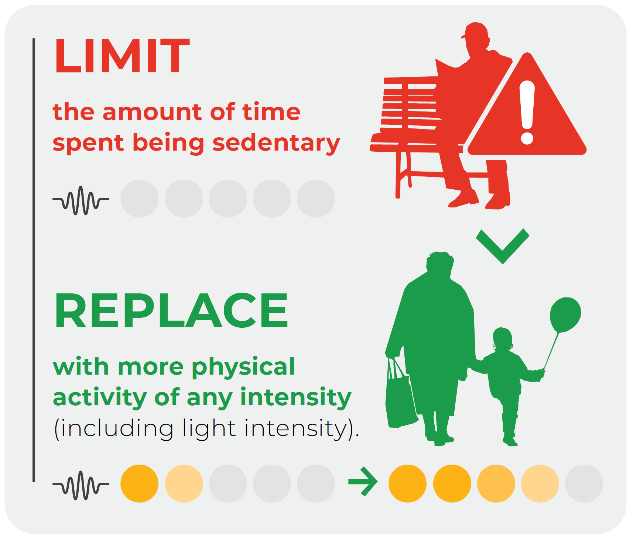 LIMIT
the amount of time
spent being sedentary
REPLACE
with more physical
activity of any intensity
(including light intensity).